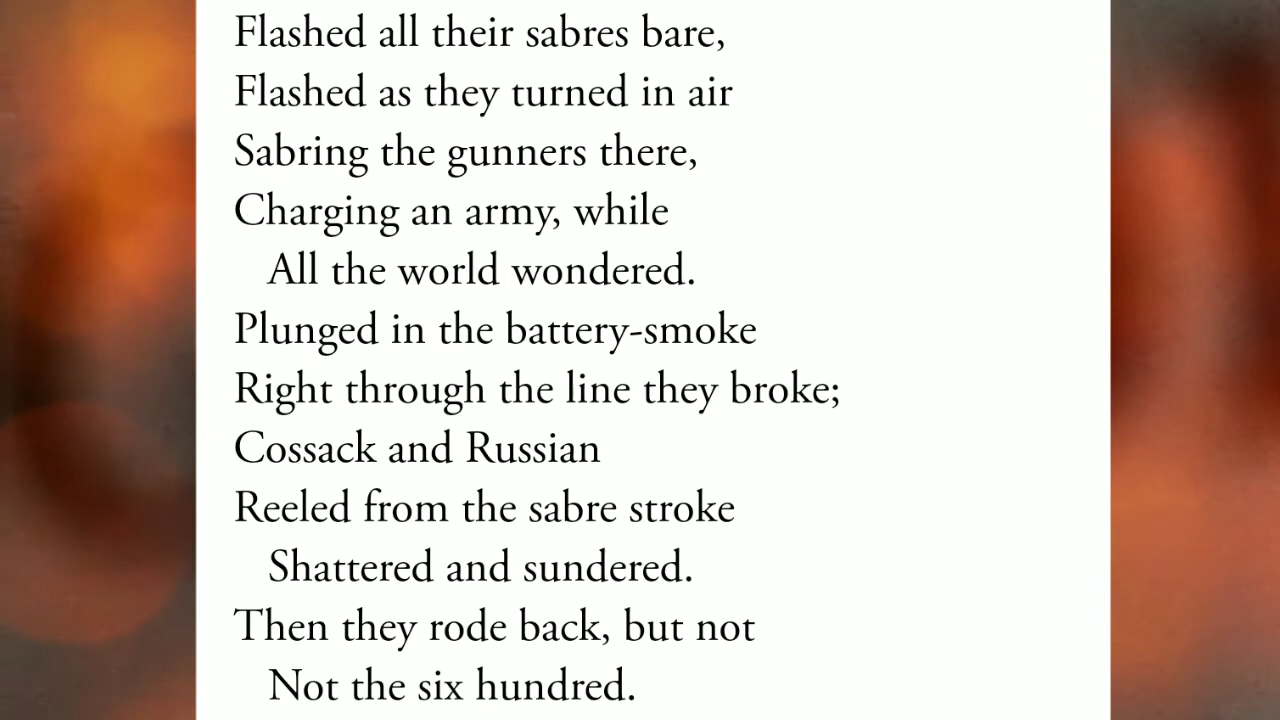 Flashed all their sabres bare,
Flashed as they turned in air
Sabring the gunners there,
Charging an army, while
All the world wondered.
Plunged in the battery-smoke
Right through the line they broke;
Cossack and Russian
Reeled from the sabre stroke
Shattered and sundered.
Then they rode back, but not
Not the six hundred.